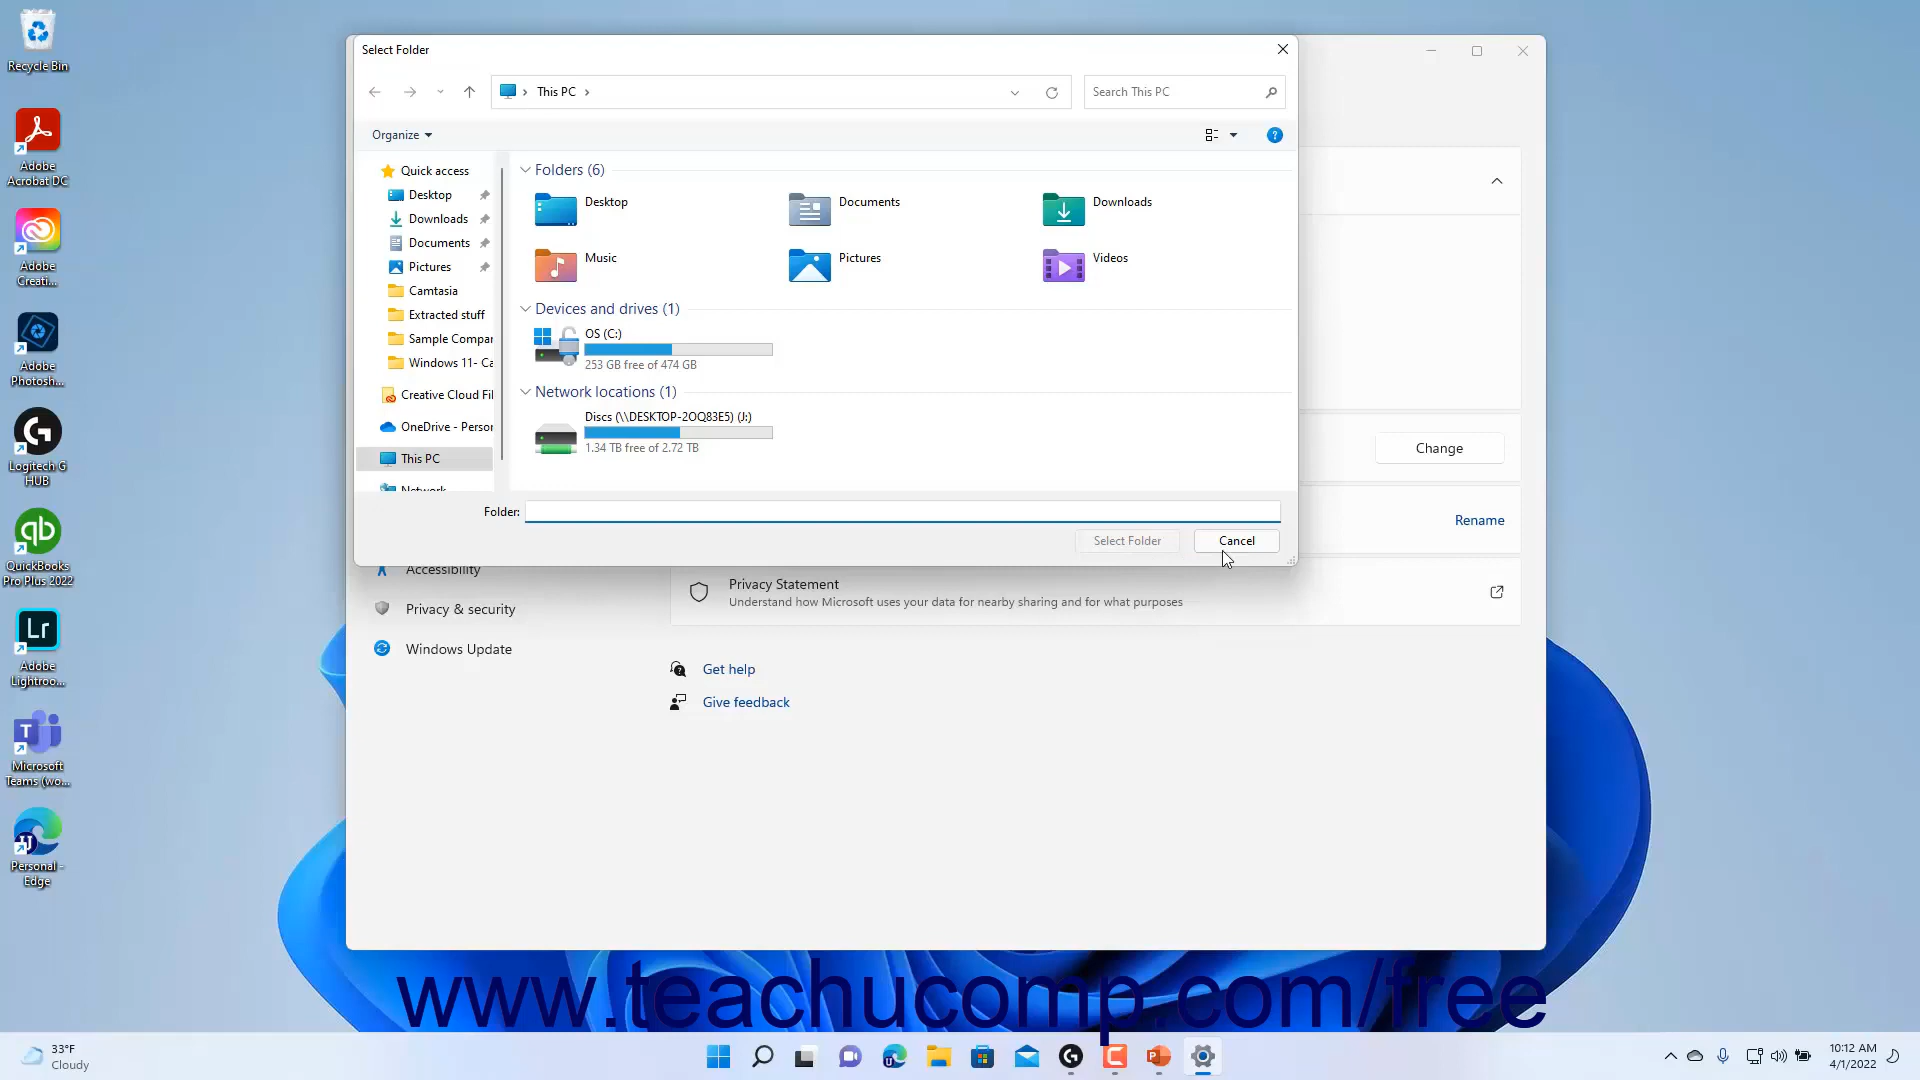 Recycle Bin
Adobe
Acrobat DC
Adobe
Creati...
Adobe
Photosh...
Logitech G
HUB
QuickBooks
Pro Plus 2022
Adobe
Lightroo...
Microsoft
Teams (wo...
Personal -
Edge
Select Folder
This PC
Search This PC
Organize
Quick access
Desktop
Downloads
Documents
Pictures
Camtasia
Extracted stuff
Sample Compar
Windows 11- Ca
Creative Cloud Fil
OneDrive - Person
This PC
Network
Folders (6)
Desktop
Documents
Downloads
Music
Pictures
Videos
Devices and drives (1)
OS (C:)
253 GB free of 474 GB
Network locations (1)
Discs (\\DESKTOP-2OQ83E5) (J:)
1.34 TB free of 2.72 TB
Folder:
Select Folder
Cancel
Change
Rename
Accessibility
Privacy & security
Windows Update
Privacy Statement
Understand how Microsoft uses your data for nearby sharing and for what purposes
Get help
Give feedback
www.teachucomp.com/free
33°F
Cloudy
10:12 AM
4/1/2022